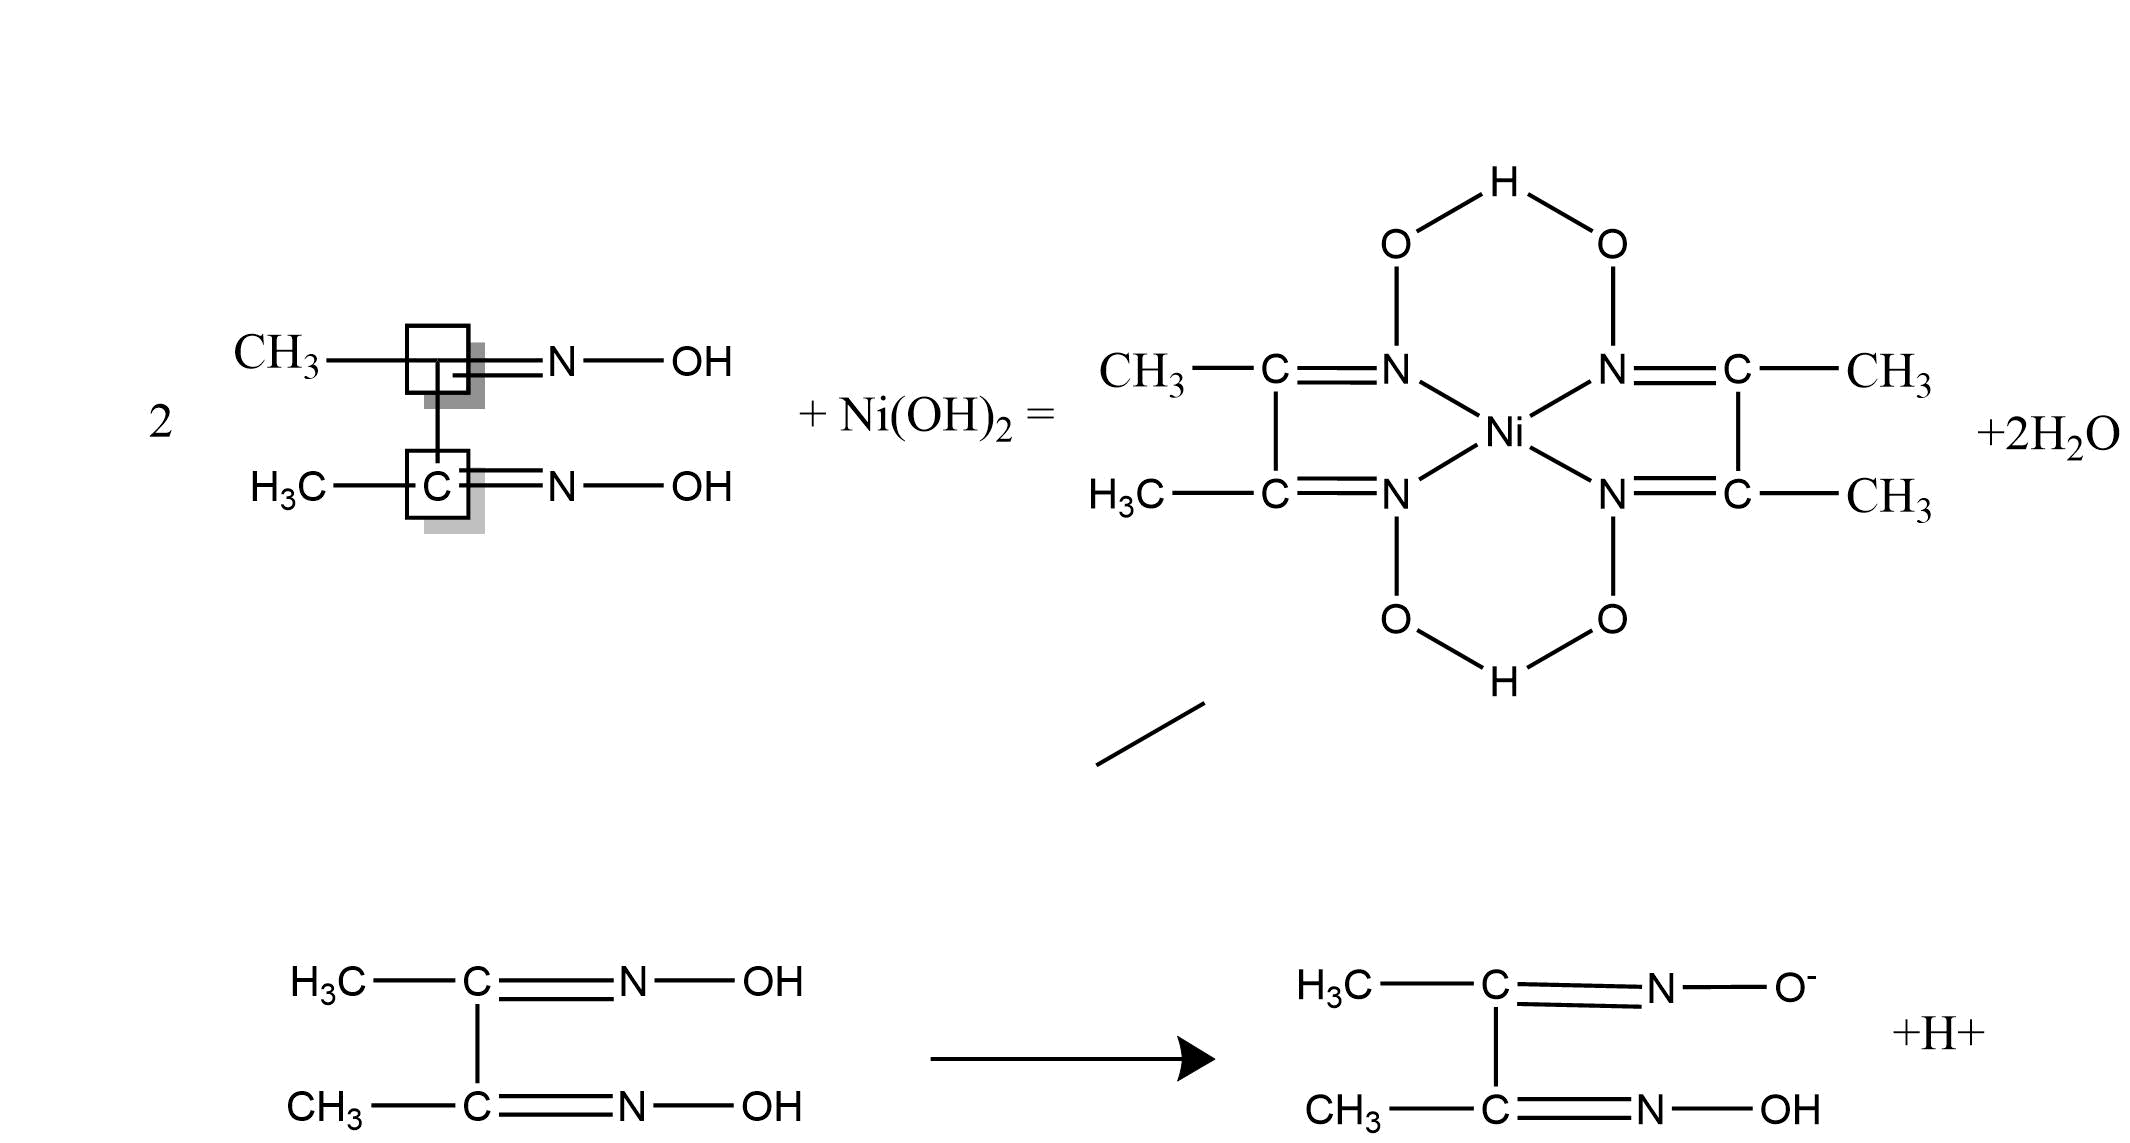 H
O O
CH3 N OH CH3 C N N C CH3
2 + Ni(OH)2 = Ni +2H2O
H3C C N OH H3C C N N C CH3
O O
H
H3C C N OH H3C C N O-
+H+
CH3 C N OH CH3 C N OH